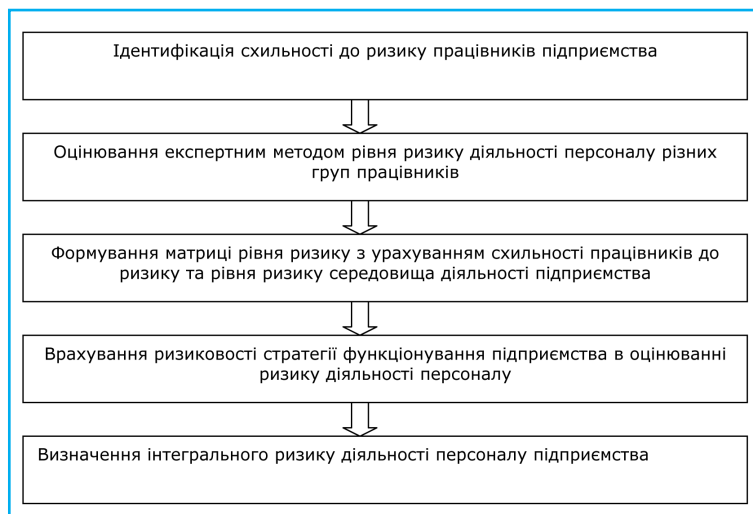 Ідентифікація схильності до ризику працівників підприємства
Оцінювання експертним методом рівня ризику діяльності персоналу різних
груп працівників
Формування матриці рівня ризику з урахуванням схильності працівників до
ризику та рівня ризику середовища діяльності підприємства
Врахування ризиковості стратегії функціонування підприємства в оцінюванні
ризику діяльності персоналу
Визначення інтегрального ризику діяльності персоналу підприємства